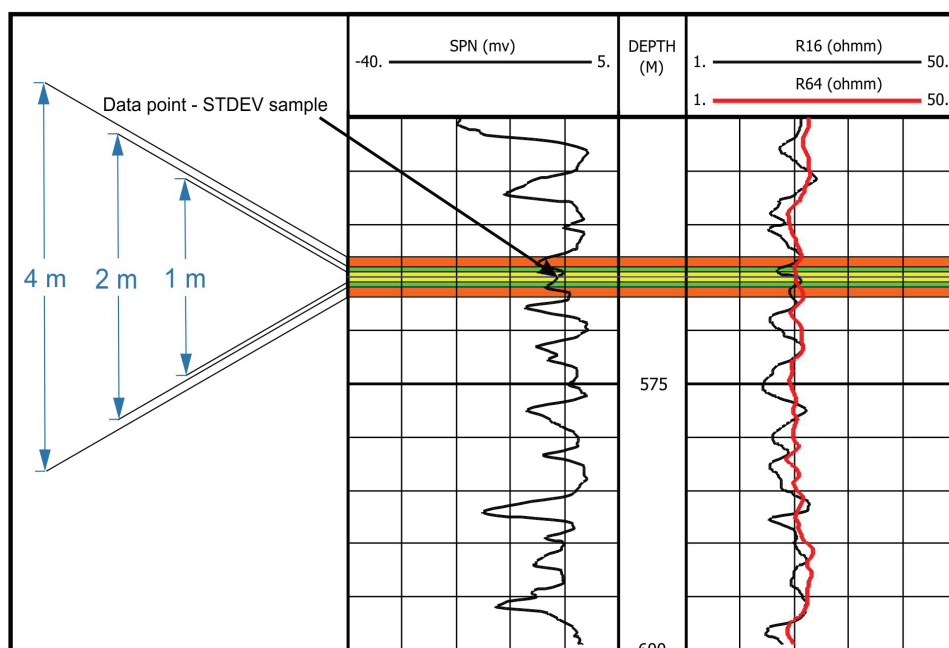 SPN (mv)
-40.
5.
DEPTH
(M)
R16 (ohmm)
1.
50.
R64 (ohmm)
1.
50.
Data point - STDEV sample
4 m
2 m
1 m
575
600